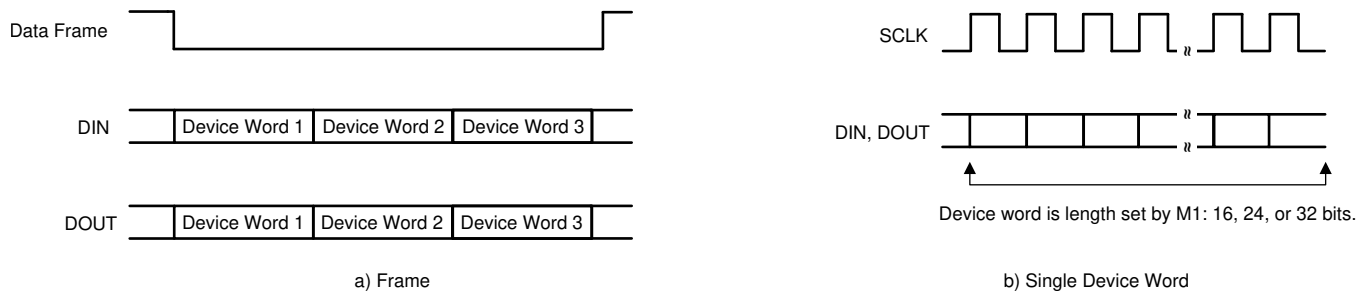 Data Frame
DIN
Device Word 1 Device Word 2 Device Word 3
DOUT
Device Word 1 Device Word 2 Device Word 3
a) Frame
SCLK
DIN, DOUT
Device word is length set by M1: 16, 24, or 32 bits.
b) Single Device Word